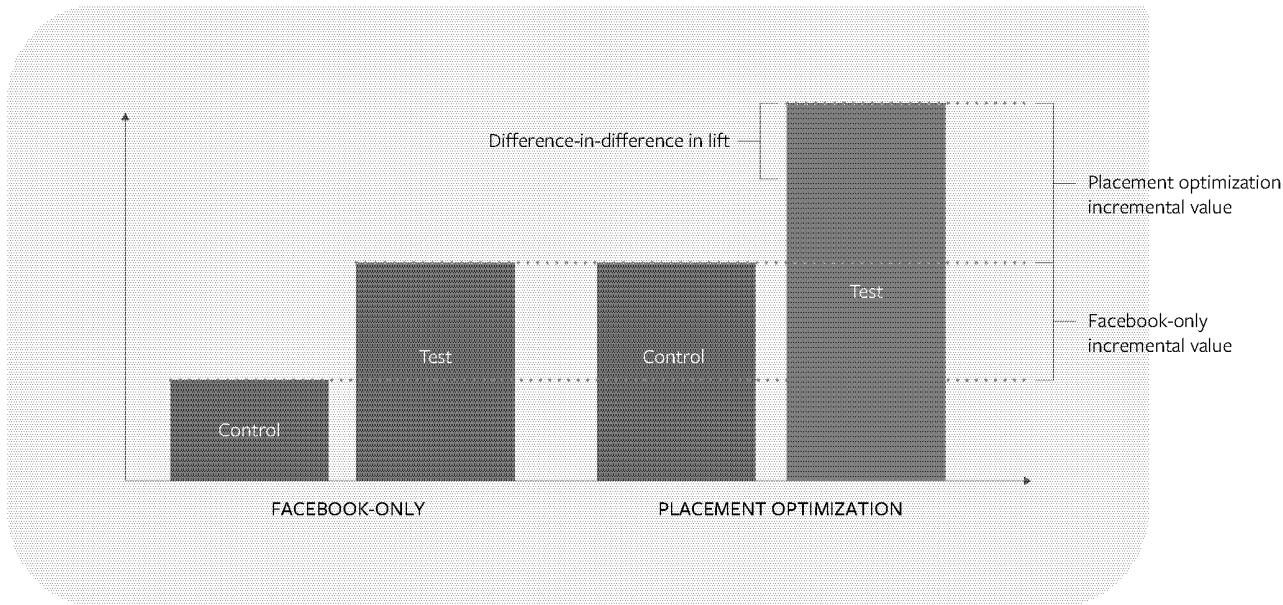 Difference-in-difference in lift
Placement optimization
incremental value
Test
Facebook-only
incremental value
Test
Control
Control
FACEBOOK-ONLY
PLACEMENT OPTIMIZATION